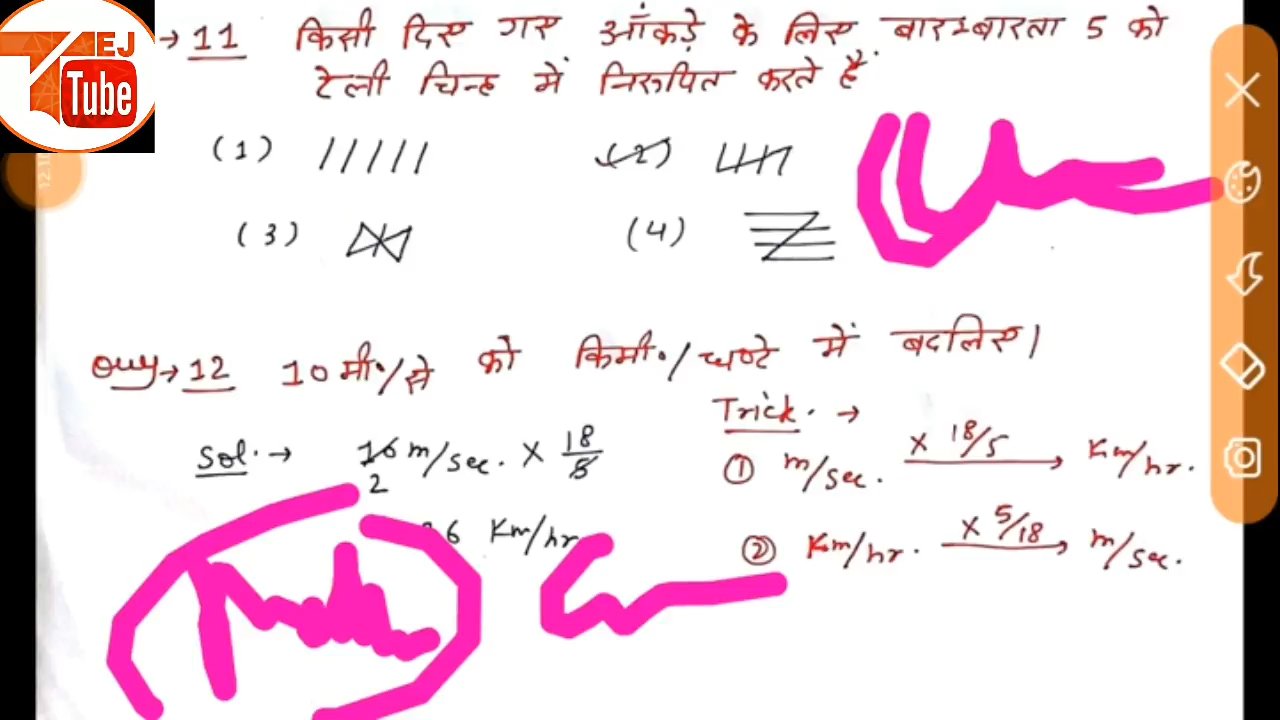 EJ
Tube
→ 11 किसी दिए गए आँकड़े के लिए बारम्बारता 5 को
टेली चिन्ह में निरुपित करते है
(1) /////
(2)
(3)
(4)
Quy → 12 10 मी०/से को किमी०/घण्टे में बदलिए।
Trick. →
Sol. → 10 m/sec. × 18/5
2
① m/sec. × 18/5 → Km/hr.
36 Km/hr
② Km/hr. × 5/18 → m/sec.